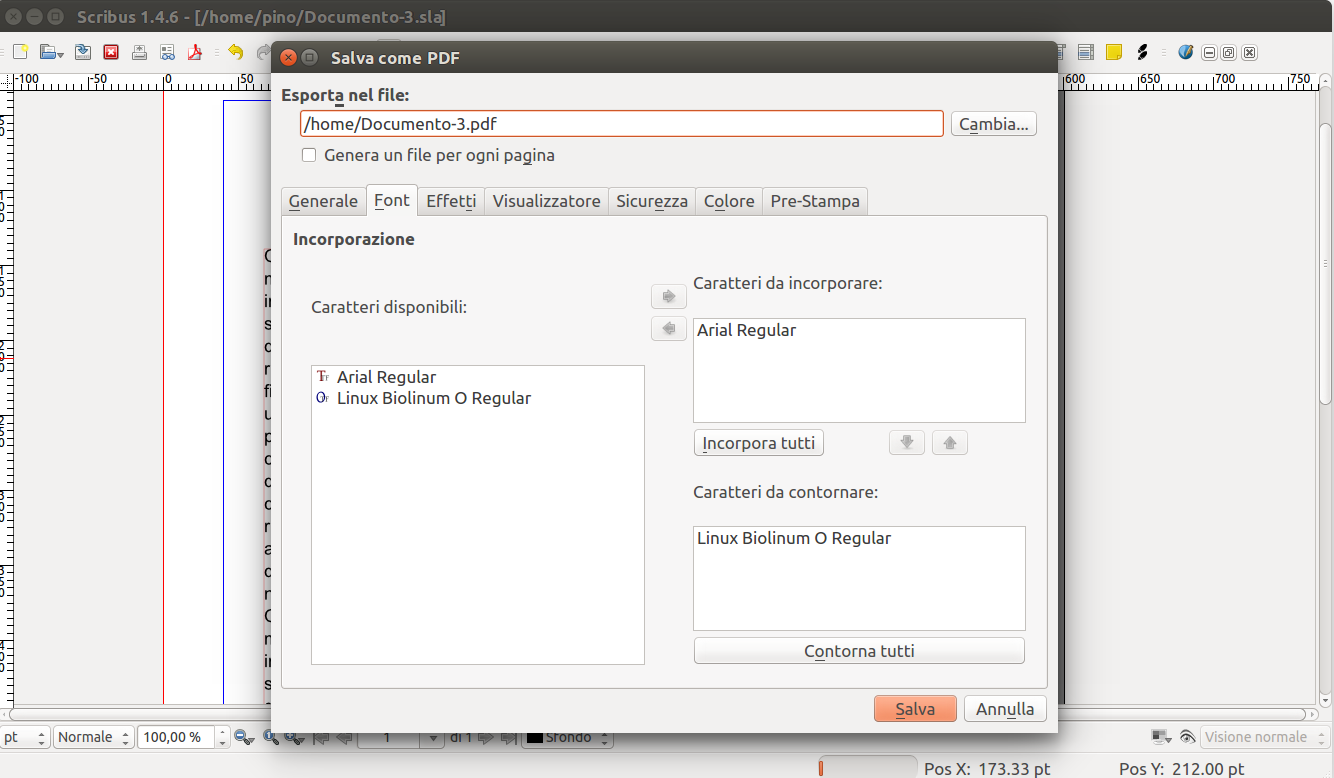 Scribus 1.4.6 - [/home/pino/Documento-3.sla]
Salva come PDF
-100 -50 0 50 600 650 700 750
Esporta nel file:
/home/Documento-3.pdf Cambia...
Genera un file per ogni pagina
Generale Font Effetti Visualizzatore Sicurezza Colore Pre-Stampa
Incorporazione
Caratteri disponibili:
Arial Regular
Linux Biolinum O Regular
Caratteri da incorporare:
Arial Regular
Incorpora tutti
Caratteri da contornare:
Linux Biolinum O Regular
Contorna tutti
Salva Annulla
pt Normale 100,00 % 1 di 1 Sfondo Visione normale
Pos X: 173.33 pt Pos Y: 212.00 pt